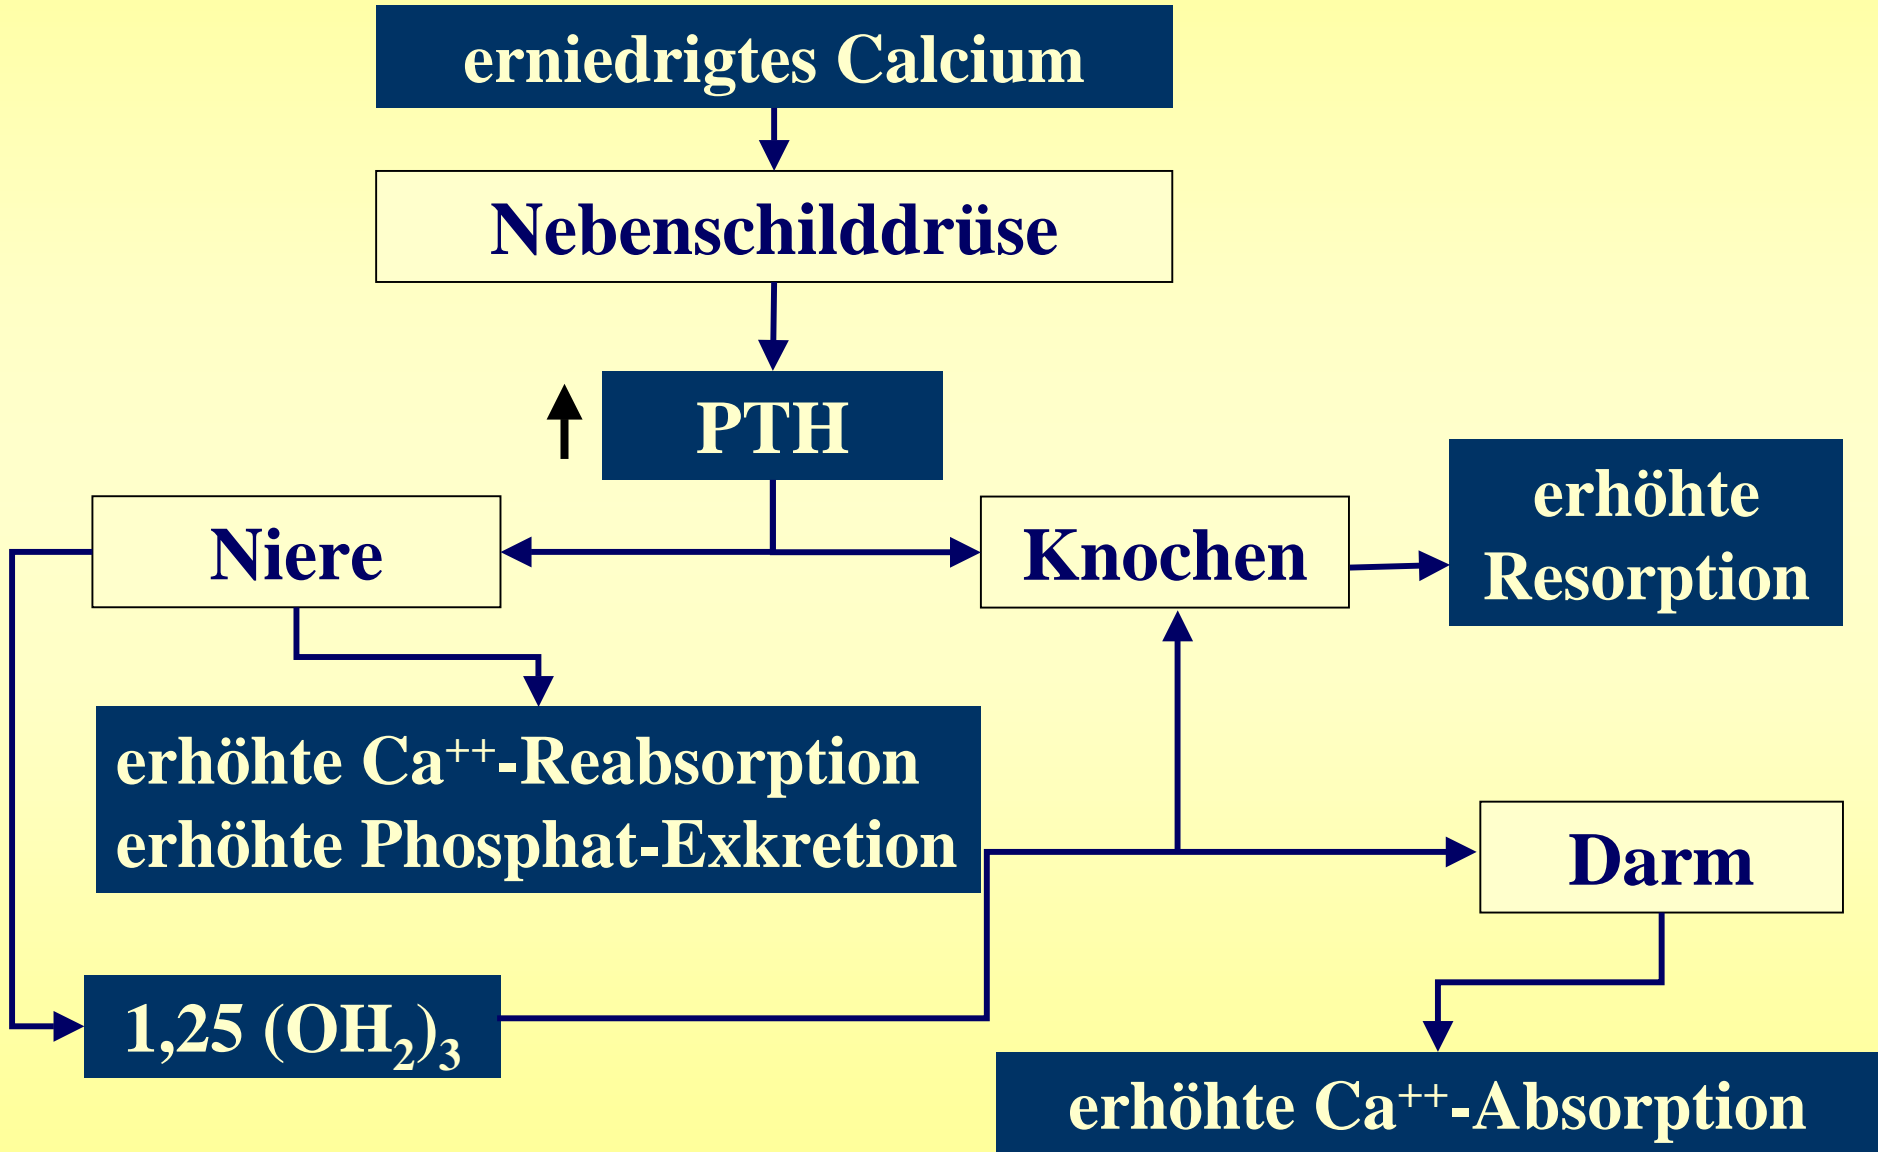 erniedrigtes Calcium
Nebenschilddrüse
PTH
Niere
Knochen
erhöhte
Resorption
erhöhte Ca⁺⁺-Reabsorption
erhöhte Phosphat-Exkretion
Darm
1,25 (OH₂)₃
erhöhte Ca⁺⁺-Absorption